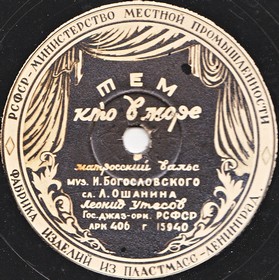 РСФСР - МИНИСТЕРСТВО МЕСТНОЙ ПРОМЫШЛЕННОСТИ
ТЕМ
кто в море
матросский вальс
муз. Н. Богословского
сл. Л. ОШАНИНА
Леонид Утесов
Гос. джаз-орк. РСФСР
АРК 406 г 15940
ФАБРИКА ИЗДЕЛИЙ ИЗ ПЛАСТМАСС - ЛЕНИНГРАД.